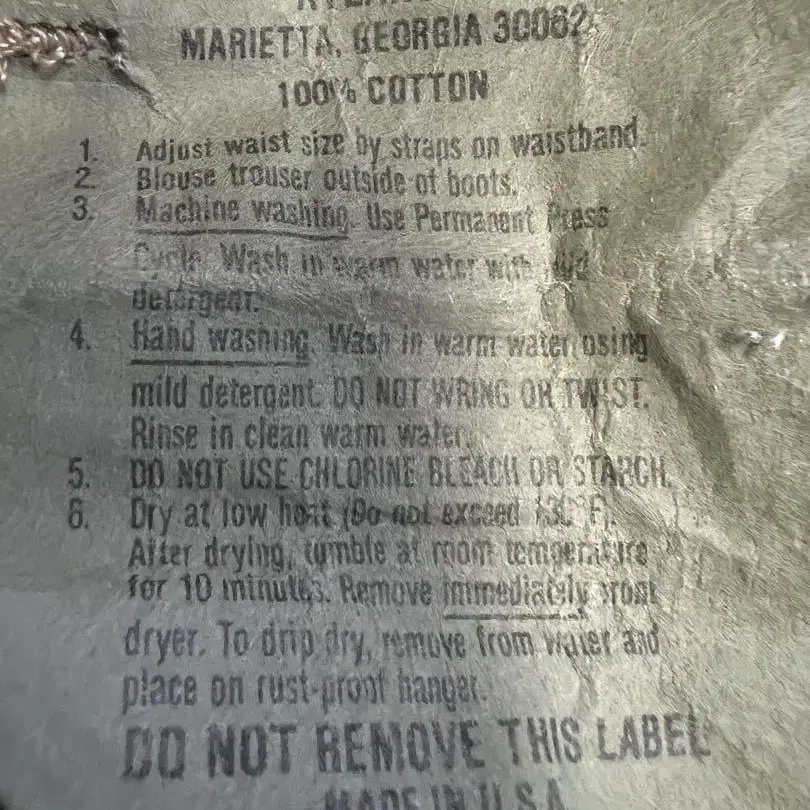 MARIETTA, GEORGIA 30062
100% COTTON
1. Adjust waist size by straps on waistband.
2. Blouse trouser outside of boots.
3. Machine washing. Use Permanent Press
Cycle. Wash in warm water with mild
detergent.
4. Hand washing. Wash in warm water using
mild detergent. DO NOT WRING OR TWIST.
Rinse in clean warm water.
5. DO NOT USE CHLORINE BLEACH OR STARCH.
6. Dry at low heat (Do not exceed 130°F).
After drying, tumble at room temperature
for 10 minutes. Remove immediately from
dryer. To drip dry, remove from water and
place on rust-proof hanger.
DO NOT REMOVE THIS LABEL
MADE IN U.S.A.